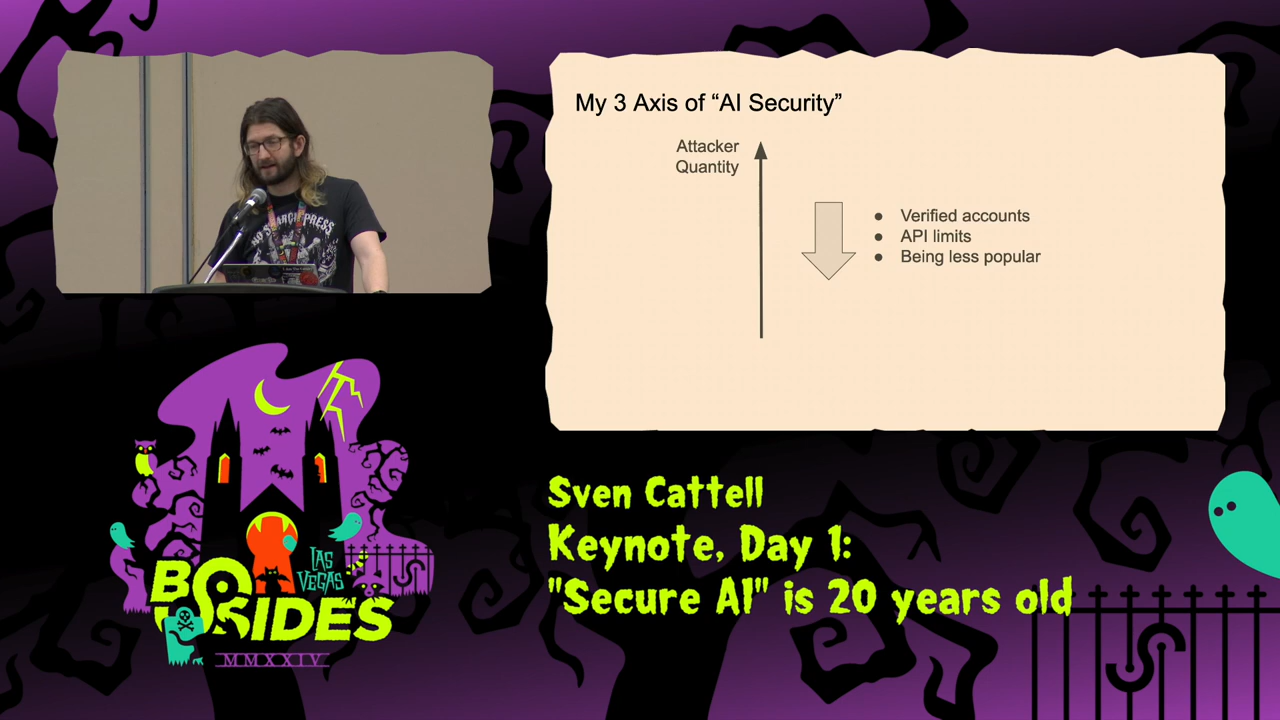 My 3 Axis of “AI Security”
Attacker
Quantity
● Verified accounts
● API limits
● Being less popular
Sven Cattell
Keynote, Day 1:
"Secure AI" is 20 years old
LAS
VEGAS
BSIDES
MMXXIV